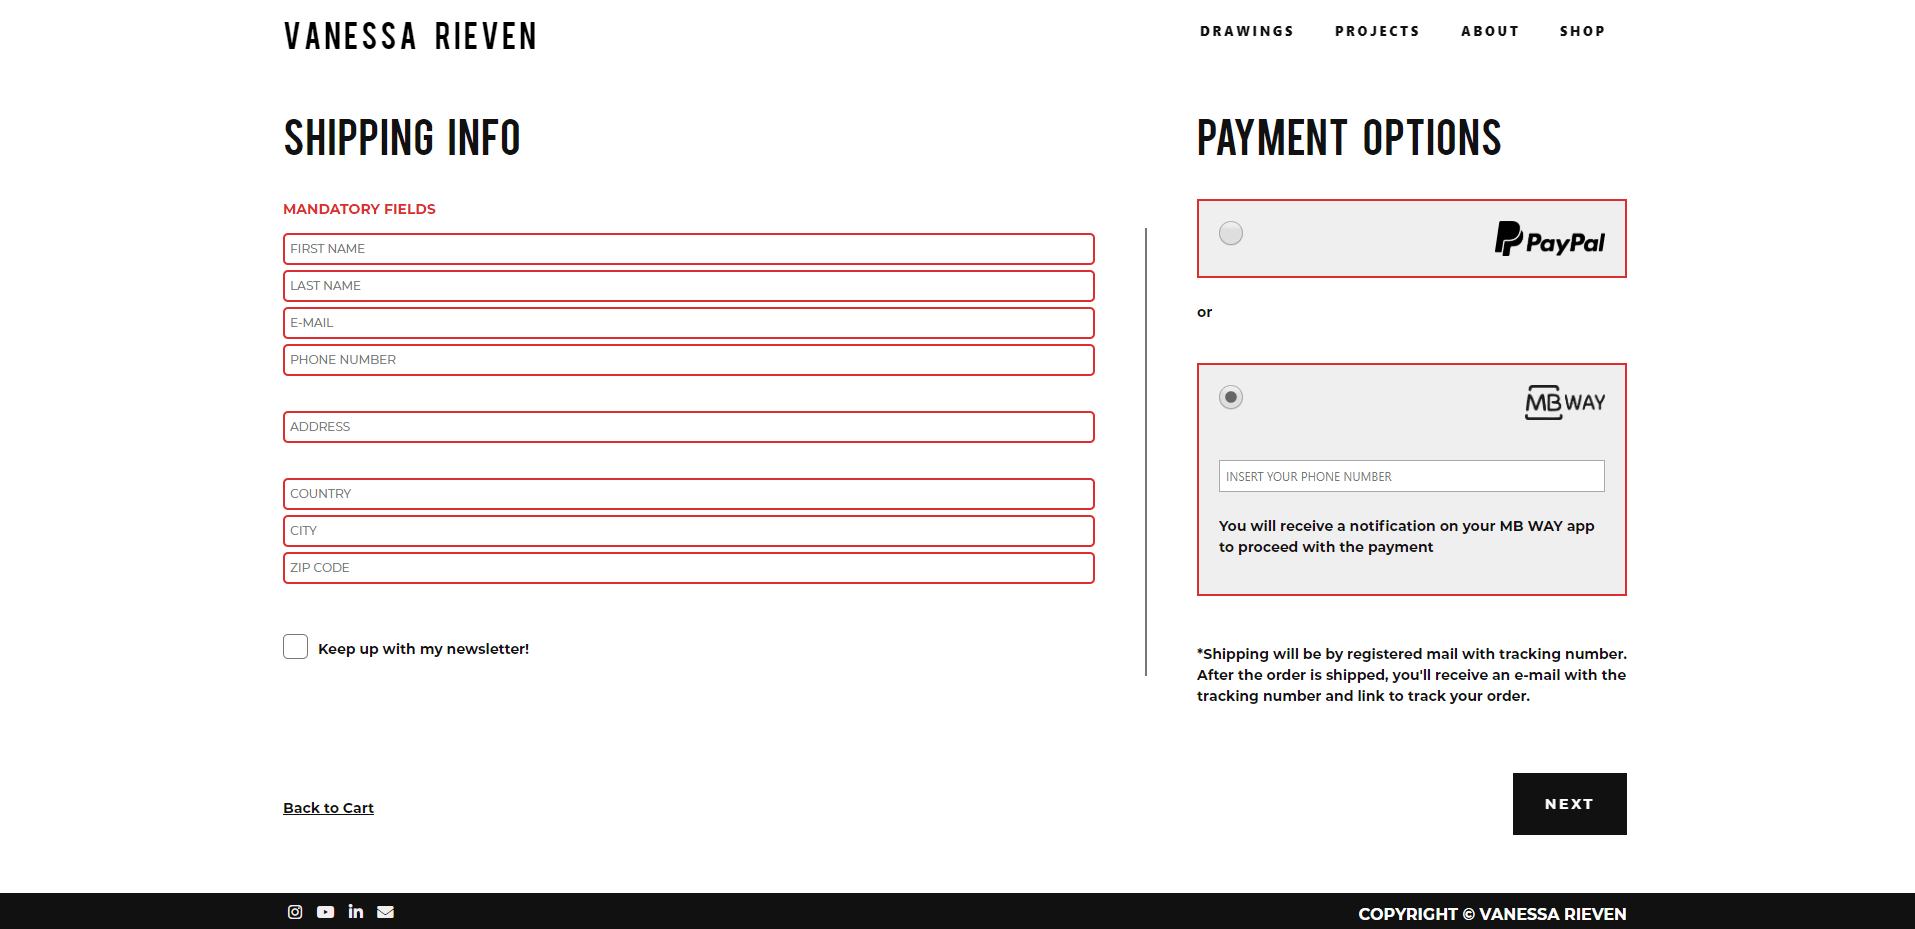 VANESSA RIEVEN
DRAWINGS PROJECTS ABOUT SHOP
SHIPPING INFO
MANDATORY FIELDS
FIRST NAME
LAST NAME
E-MAIL
PHONE NUMBER
ADDRESS
COUNTRY
CITY
ZIP CODE
Keep up with my newsletter!
PAYMENT OPTIONS
PayPal
or
MB WAY
INSERT YOUR PHONE NUMBER
You will receive a notification on your MB WAY app
to proceed with the payment
*Shipping will be by registered mail with tracking number.
After the order is shipped, you'll receive an e-mail with the
tracking number and link to track your order.
Back to Cart
NEXT
COPYRIGHT © VANESSA RIEVEN